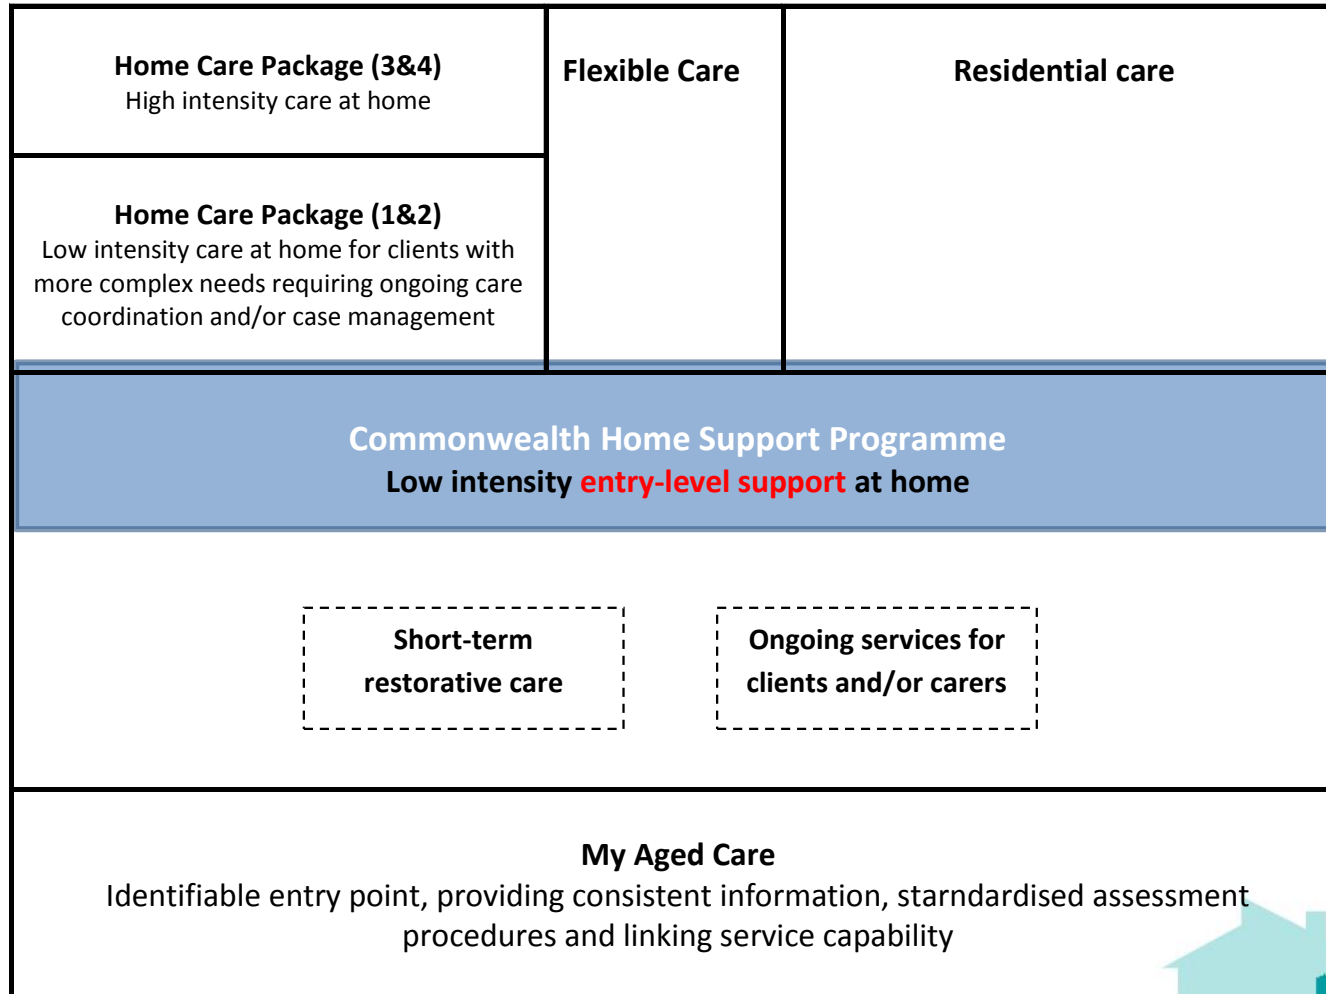 Home Care Package (3&4)
High intensity care at home
Flexible Care
Residential care
Home Care Package (1&2)
Low intensity care at home for clients with
more complex needs requiring ongoing care
coordination and/or case management
Commonwealth Home Support Programme
Low intensity entry-level support at home
Short-term
restorative care
Ongoing services for
clients and/or carers
My Aged Care
Identifiable entry point, providing consistent information, starndardised assessment
procedures and linking service capability